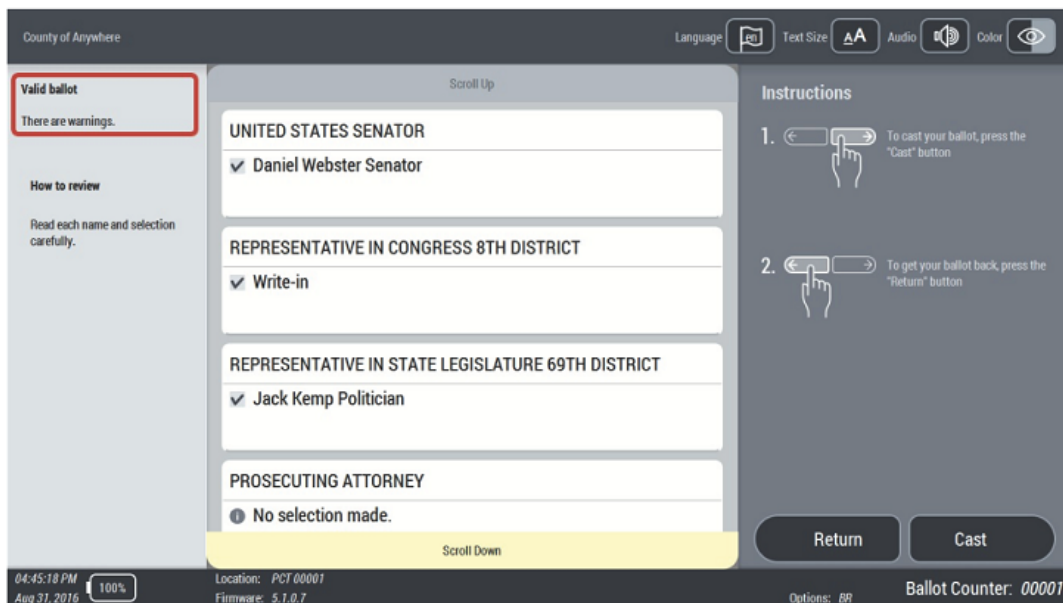 County of Anywhere
Language en Text Size AA Audio Color
Valid ballot
There are warnings.
How to review
Read each name and selection
carefully.
Scroll Up
UNITED STATES SENATOR
Daniel Webster Senator
REPRESENTATIVE IN CONGRESS 8TH DISTRICT
Write-in
REPRESENTATIVE IN STATE LEGISLATURE 69TH DISTRICT
Jack Kemp Politician
PROSECUTING ATTORNEY
No selection made.
Scroll Down
Instructions
1. To cast your ballot, press the
"Cast" button
2. To get your ballot back, press the
"Return" button
Return Cast
04:45:18 PM
Aug 31, 2016
100%
Location: PCT 00001
Firmware: 5.1.0.7
Options: BR
Ballot Counter: 00001